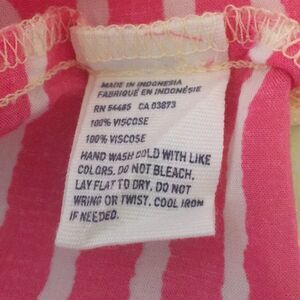 MADE IN INDONESIA
FABRIQUÉ EN INDONÉSIE
RN 54485 CA 03873
100% VISCOSE
100% VISCOSE
HAND WASH COLD WITH LIKE
COLORS. DO NOT BLEACH.
LAY FLAT TO DRY, DO NOT
WRING OR TWIST. COOL IRON
IF NEEDED.